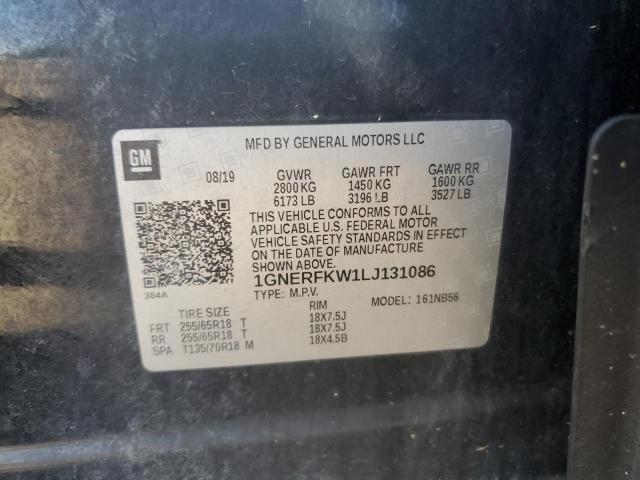 GM
MFD BY GENERAL MOTORS LLC
08/19 GVWR GAWR FRT GAWR RR
2800 KG 1450 KG 1600 KG
6173 LB 3196 LB 3527 LB
THIS VEHICLE CONFORMS TO ALL
APPLICABLE U.S. FEDERAL MOTOR
VEHICLE SAFETY STANDARDS IN EFFECT
ON THE DATE OF MANUFACTURE
SHOWN ABOVE.
1GNERFKW1LJ131086
384A
TYPE: M.P.V. MODEL: 161NB56
TIRE SIZE RIM
FRT 255/65R18 T 18X7.5J
RR 255/65R18 T 18X7.5J
SPA T135/70R18 M 18X4.5B